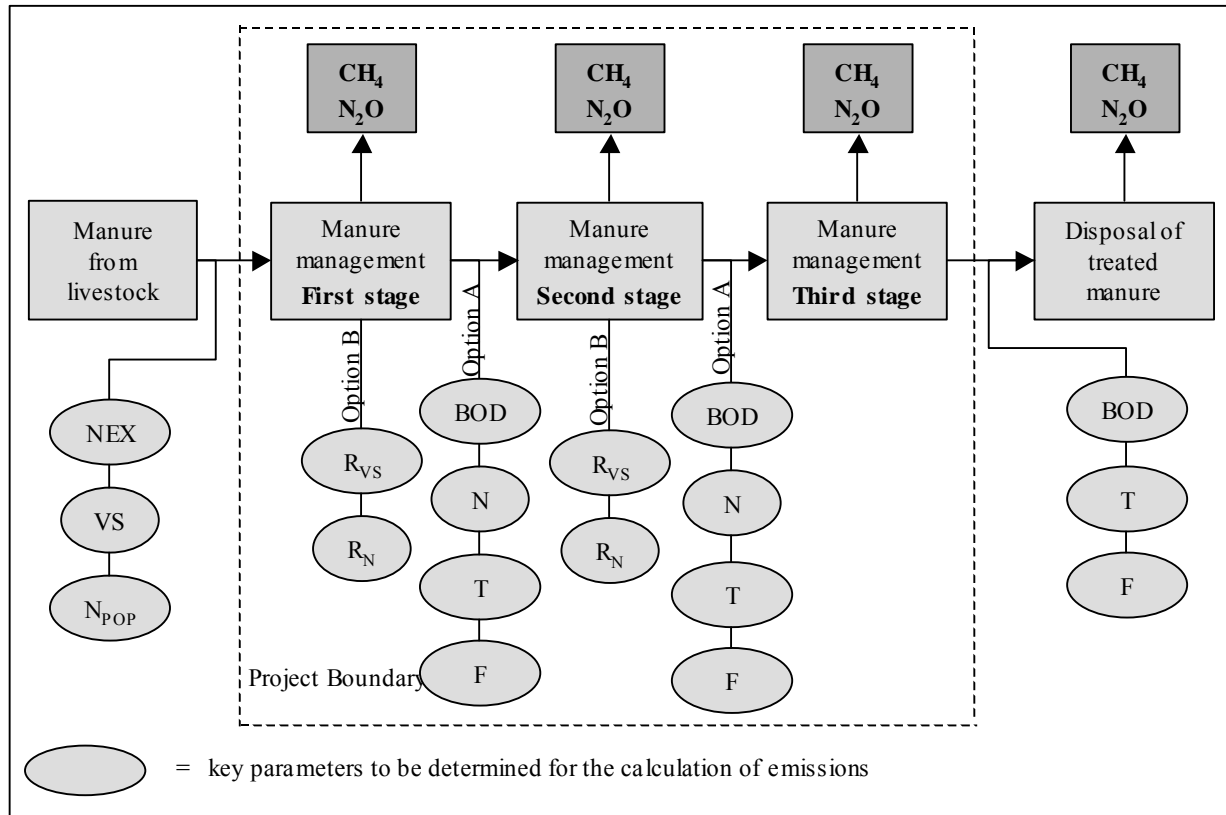 CH4
N2O
CH4
N2O
CH4
N2O
CH4
N2O
Manure
from
livestock
Manure
management
First stage
Manure
management
Second stage
Manure
management
Third stage
Disposal of
treated
manure
Option B
Option A
Option B
Option A
NEX
VS
NPOP
RVS
RN
BOD
N
T
F
RVS
RN
BOD
N
T
F
BOD
T
F
Project Boundary
= key parameters to be determined for the calculation of emissions